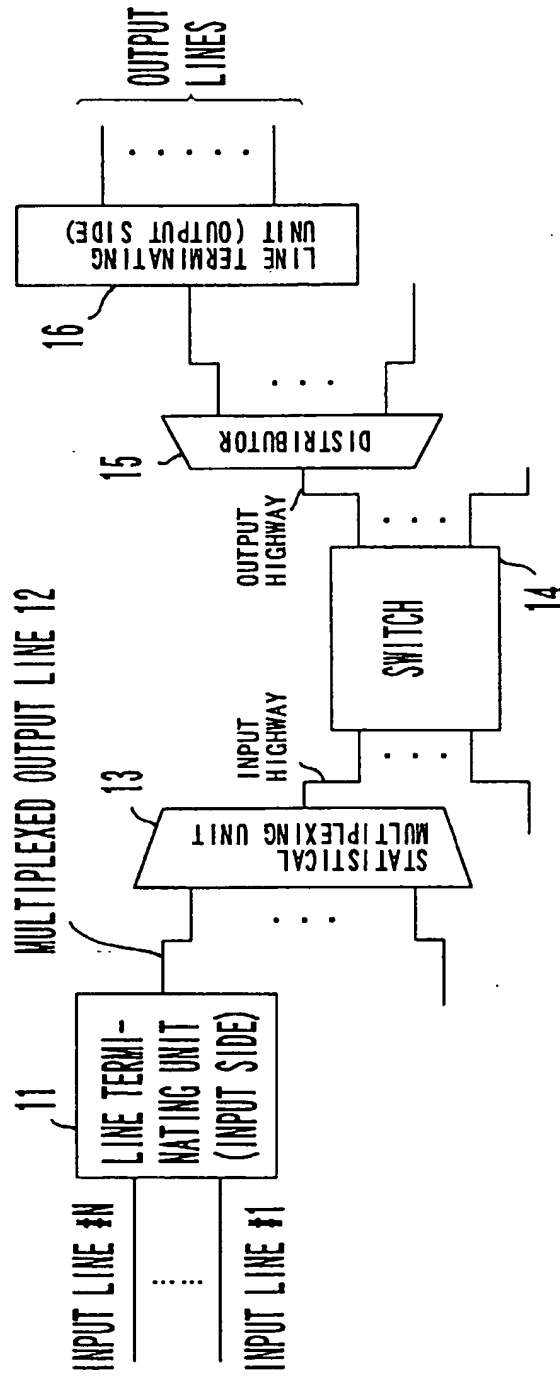 INPUT LINE #N
......
INPUT LINE #1
11
LINE TERMI-
NATING UNIT
(INPUT SIDE)
MULTIPLEXED OUTPUT LINE 12
13
STATISTICAL
MULTIPLEXING UNIT
INPUT
HIGHWAY
SWITCH
14
OUTPUT
HIGHWAY
15
DISTRIBUTOR
16
LINE TERMINATING
UNIT (OUTPUT SIDE)
OUTPUT
LINES